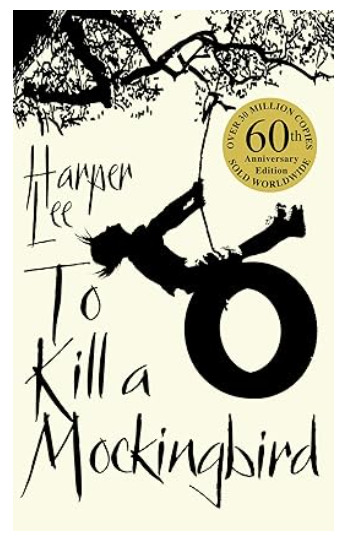 Harper
Lee
OVER 30 MILLION COPIES
60th
Anniversary
Edition
SOLD WORLDWIDE
To
Kill a
Mockingbird